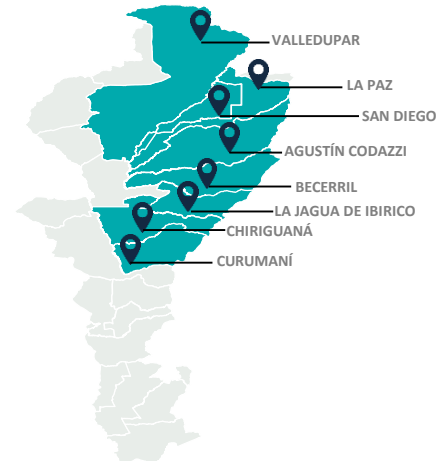 VALLEDUPAR
LA PAZ
SAN DIEGO
AGUSTÍN CODAZZI
BECERRIL
LA JAGUA DE IBIRICO
CHIRIGUANÁ
CURUMANÍ